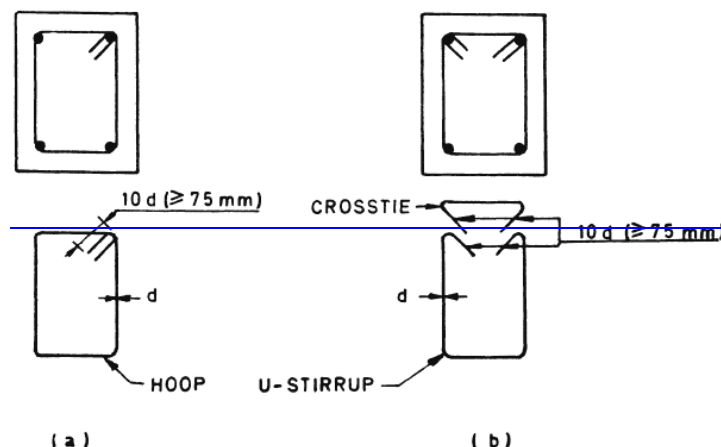 10 d (≥ 75 mm)
CROSSTIE
10 d (≥ 75 mm)
d
d
HOOP
U-STIRRUP
(a)
(b)